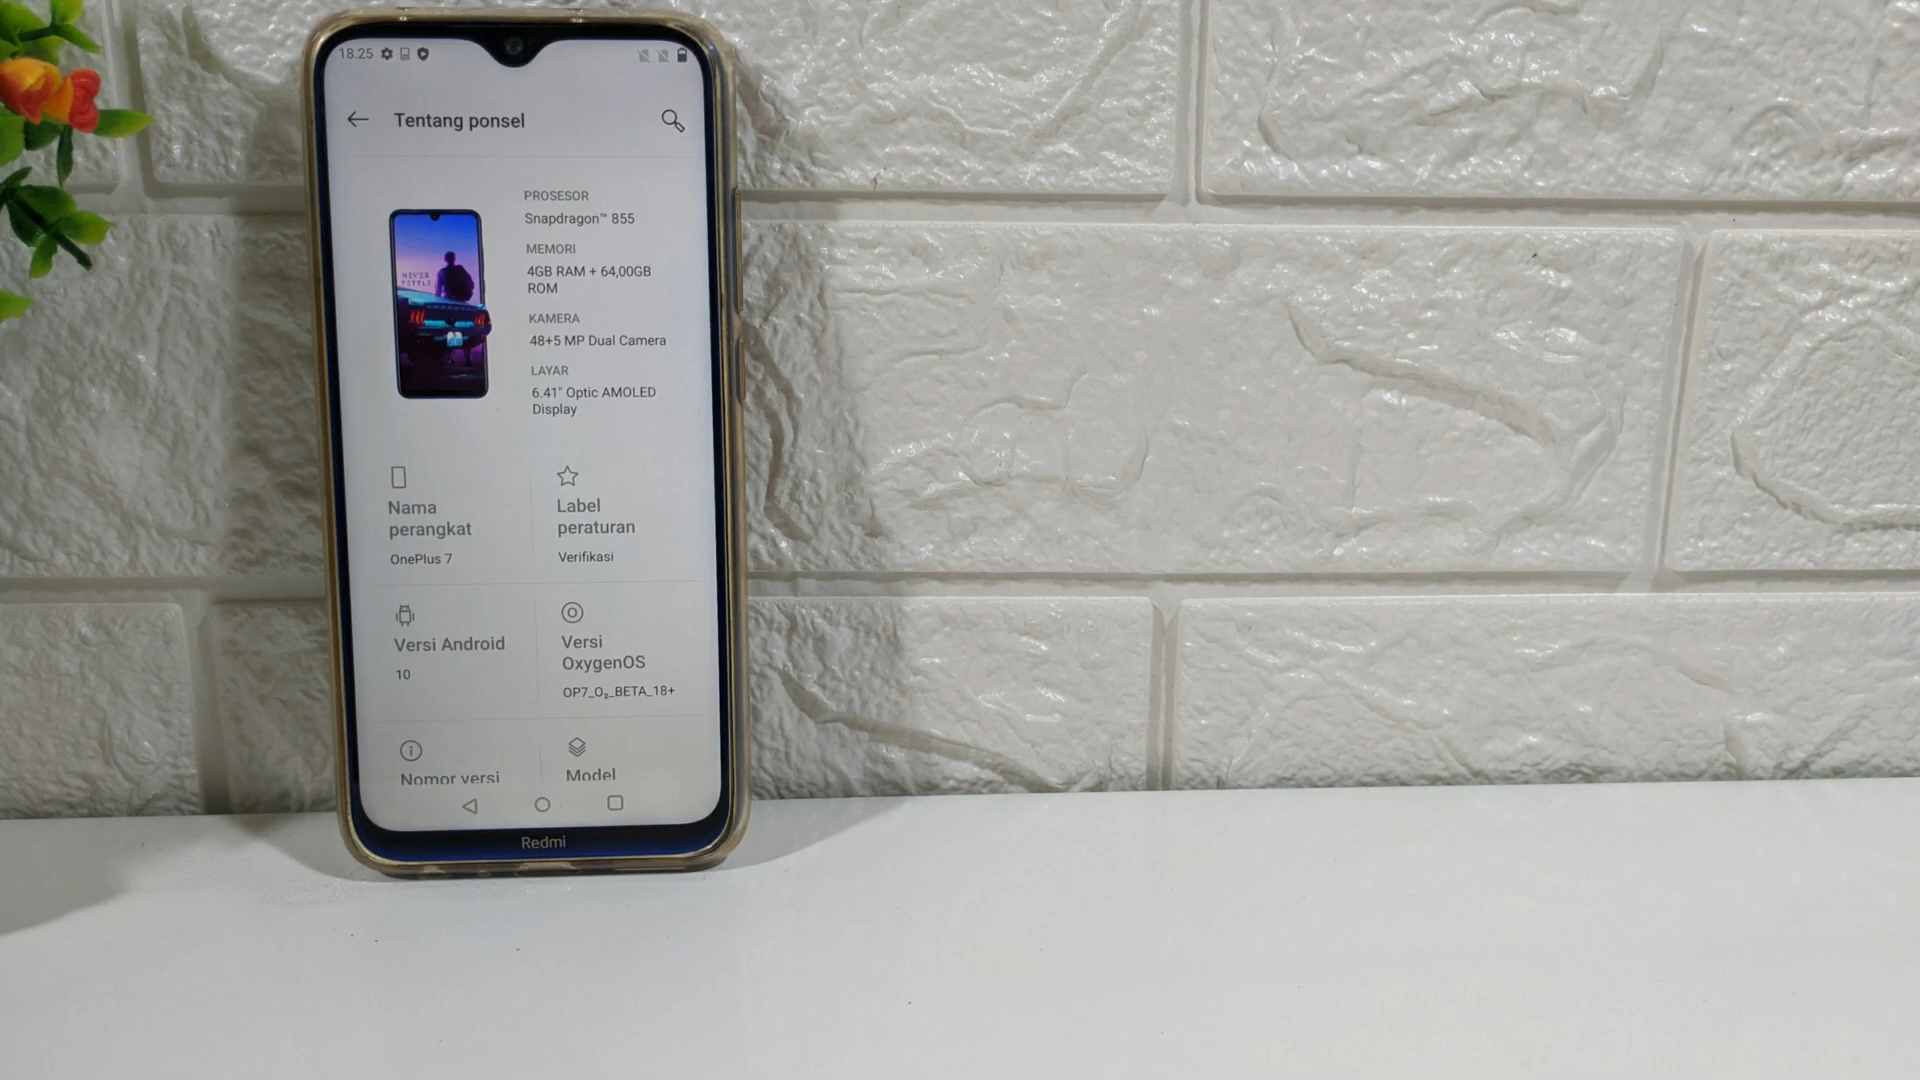 18.25
Tentang ponsel
PROSESOR
Snapdragon™ 855
MEMORI
4GB RAM + 64,00GB
ROM
KAMERA
48+5 MP Dual Camera
LAYAR
6.41" Optic AMOLED
Display
NEVER
SETTLE
Nama
perangkat
OnePlus 7
Label
peraturan
Verifikasi
Versi Android
10
Versi
OxygenOS
OP7_O₂_BETA_18+
Nomor versi
Model
Redmi